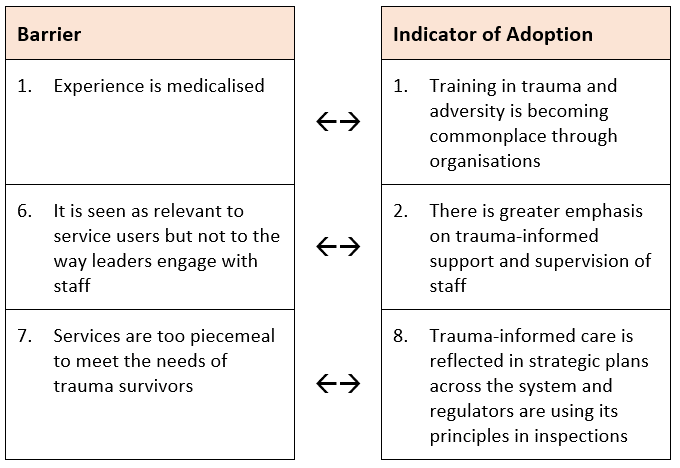 Barrier
Indicator of Adoption
1. Experience is medicalised
1. Training in trauma and
adversity is becoming
commonplace through
organisations
6. It is seen as relevant to
service users but not to the
way leaders engage with
staff
2. There is greater emphasis
on trauma-informed
support and supervision of
staff
7. Services are too piecemeal
to meet the needs of
trauma survivors
8. Trauma-informed care is
reflected in strategic plans
across the system and
regulators are using its
principles in inspections